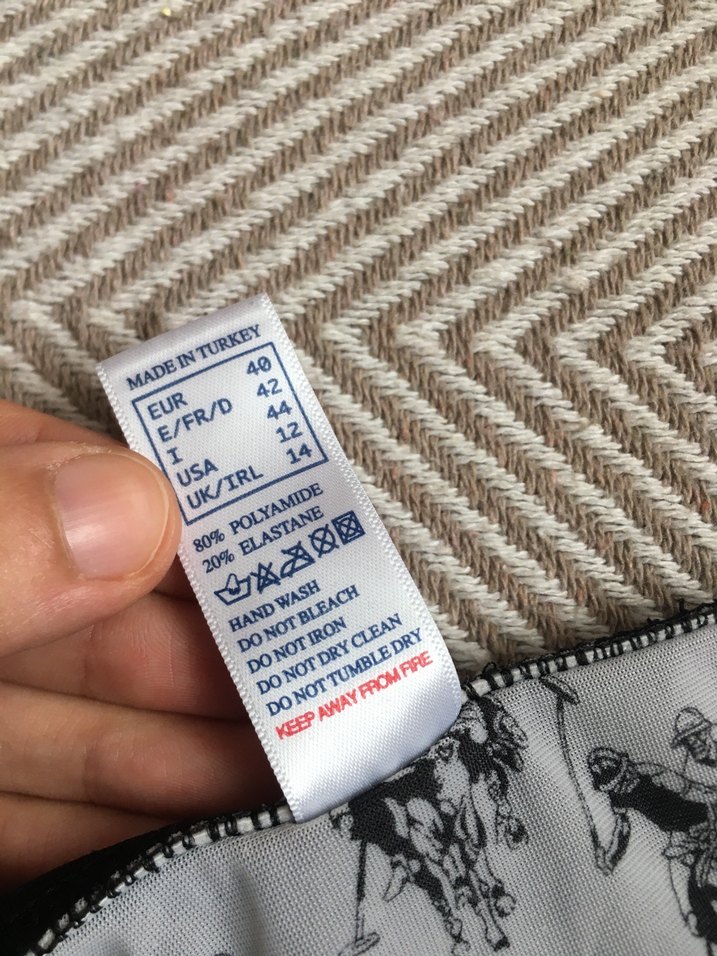 MADE IN TURKEY
EUR 40
E/FR/D 42
I 44
USA 12
UK/IRL 14
80% POLYAMIDE
20% ELASTANE
HAND WASH
DO NOT BLEACH
DO NOT IRON
DO NOT DRY CLEAN
DO NOT TUMBLE DRY
KEEP AWAY FROM FIRE